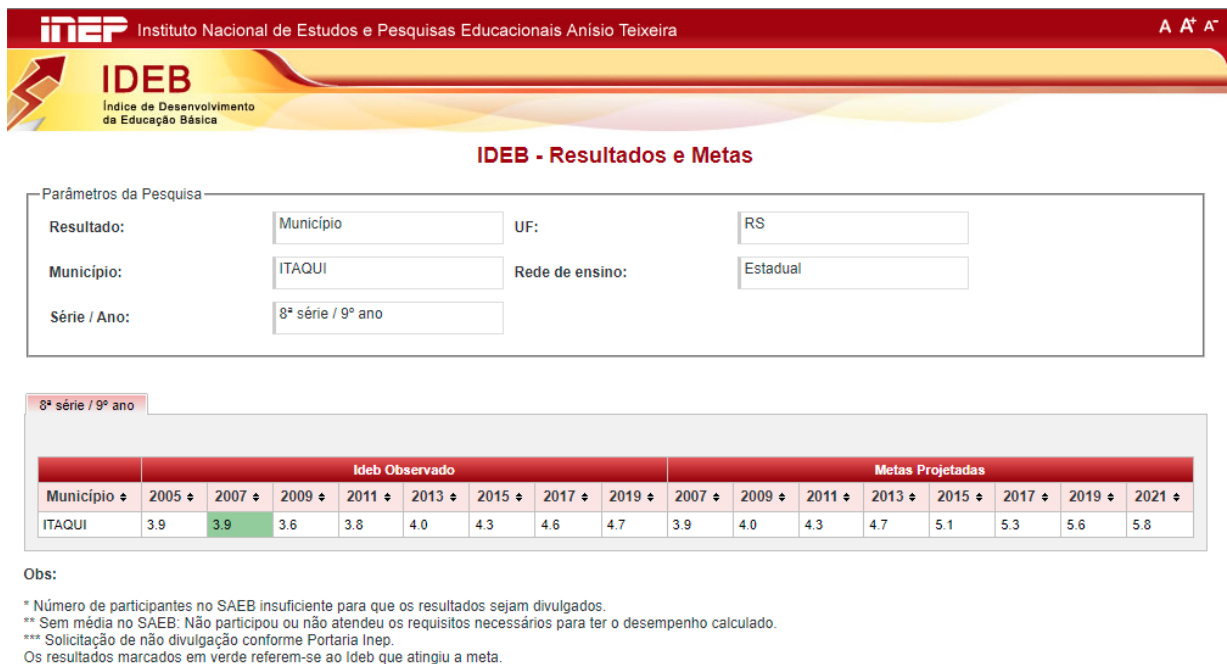 inep Instituto Nacional de Estudos e Pesquisas Educacionais Anísio Teixeira A A+ A-
IDEB
Índice de Desenvolvimento
da Educação Básica
IDEB - Resultados e Metas
Parâmetros da Pesquisa
Resultado: Município UF: RS
Município: ITAQUI Rede de ensino: Estadual
Série / Ano: 8ª série / 9º ano
8ª série / 9º ano
Ideb Observado Metas Projetadas
Município 2005 2007 2009 2011 2013 2015 2017 2019 2007 2009 2011 2013 2015 2017 2019 2021
ITAQUI 3.9 3.9 3.6 3.8 4.0 4.3 4.6 4.7 3.9 4.0 4.3 4.7 5.1 5.3 5.6 5.8
Obs:
* Número de participantes no SAEB insuficiente para que os resultados sejam divulgados.
** Sem média no SAEB: Não participou ou não atendeu os requisitos necessários para ter o desempenho calculado.
*** Solicitação de não divulgação conforme Portaria Inep.
Os resultados marcados em verde referem-se ao Ideb que atingiu a meta.